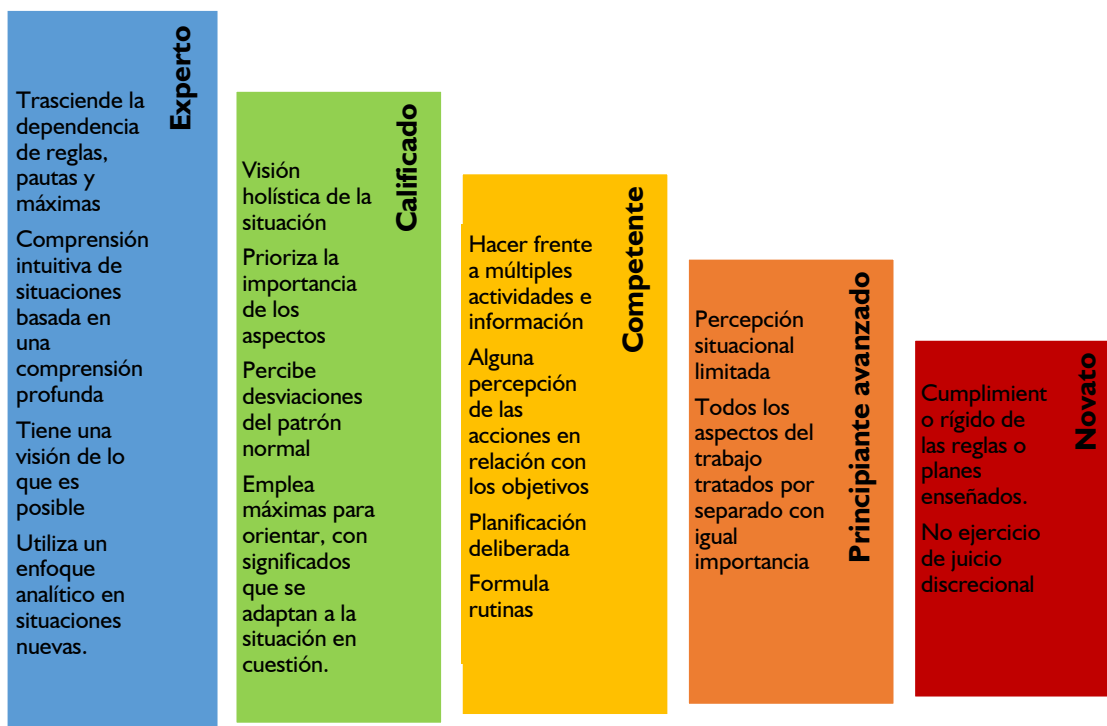 Experto
Trasciende la
dependencia
de reglas,
pautas y
máximas
Comprensión
intuitiva de
situaciones
basada en
una
comprensión
profunda
Tiene una
visión de lo
que es
posible
Utiliza un
enfoque
analítico en
situaciones
nuevas.
Calificado
Visión
holística de la
situación
Prioriza la
importancia
de los
aspectos
Percibe
desviaciones
del patrón
normal
Emplea
máximas para
orientar, con
significados
que se
adaptan a la
situación en
cuestión.
Competente
Hacer frente
a múltiples
actividades e
información
Alguna
percepción
de las
acciones en
relación con
los objetivos
Planificación
deliberada
Formula
rutinas
Principiante avanzado
Percepción
situacional
limitada
Todos los
aspectos del
trabajo
tratados por
separado con
igual
importancia
Novato
Cumplimient
o rígido de
las reglas o
planes
enseñados.
No ejercicio
de juicio
discrecional